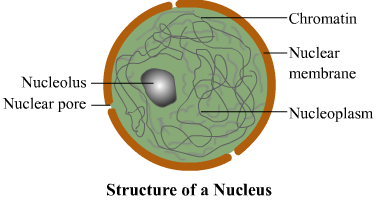 Chromatin
Nuclear
membrane
Nucleolus
Nuclear pore
Nucleoplasm
Structure of a Nucleus